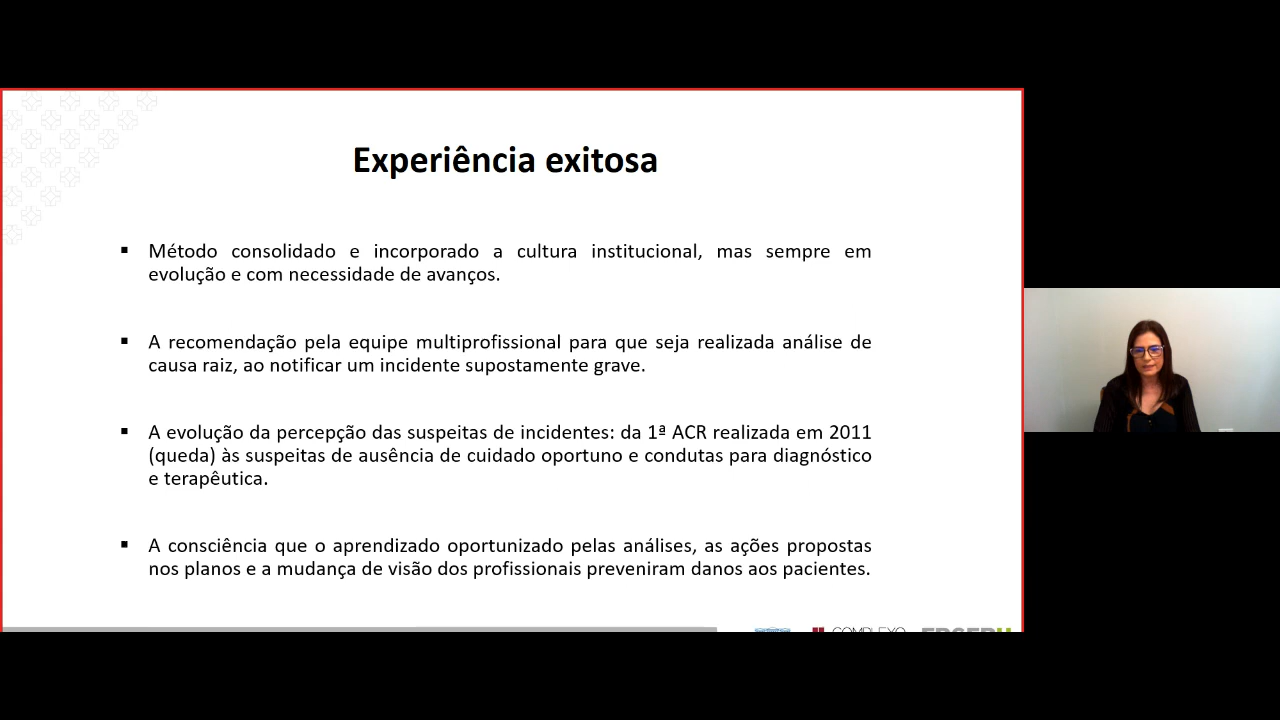 Experiência exitosa
▪ Método consolidado e incorporado a cultura institucional, mas sempre em
evolução e com necessidade de avanços.
▪ A recomendação pela equipe multiprofissional para que seja realizada análise de
causa raiz, ao notificar um incidente supostamente grave.
▪ A evolução da percepção das suspeitas de incidentes: da 1ª ACR realizada em 2011
(queda) às suspeitas de ausência de cuidado oportuno e condutas para diagnóstico
e terapêutica.
▪ A consciência que o aprendizado oportunizado pelas análises, as ações propostas
nos planos e a mudança de visão dos profissionais preveniram danos aos pacientes.
COMPLEXO EBSERH